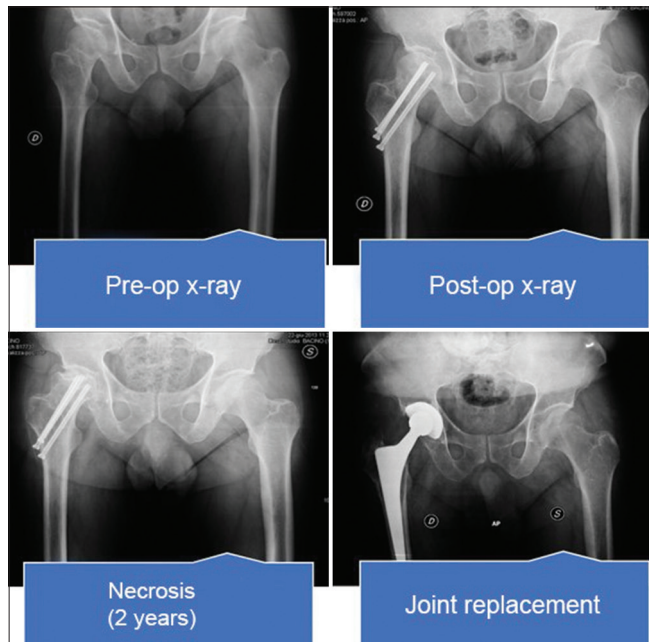 D
Pre-op x-ray
D
Post-op x-ray
S
Necrosis
(2 years)
D
AP
S
Joint replacement